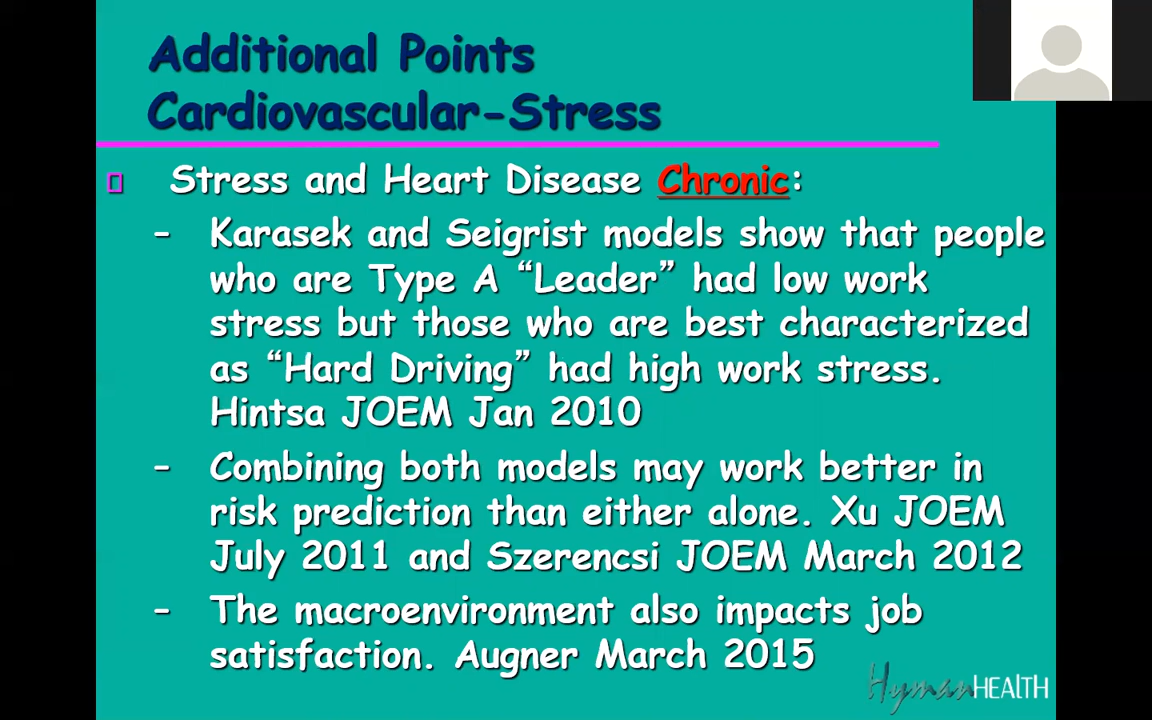 Additional Points
Cardiovascular-Stress
Stress and Heart Disease Chronic:
- Karasek and Seigrist models show that people
who are Type A “Leader” had low work
stress but those who are best characterized
as “Hard Driving” had high work stress.
Hintsa JOEM Jan 2010
- Combining both models may work better in
risk prediction than either alone. Xu JOEM
July 2011 and Szerencsi JOEM March 2012
- The macroenvironment also impacts job
satisfaction. Augner March 2015
HymanHEALTH